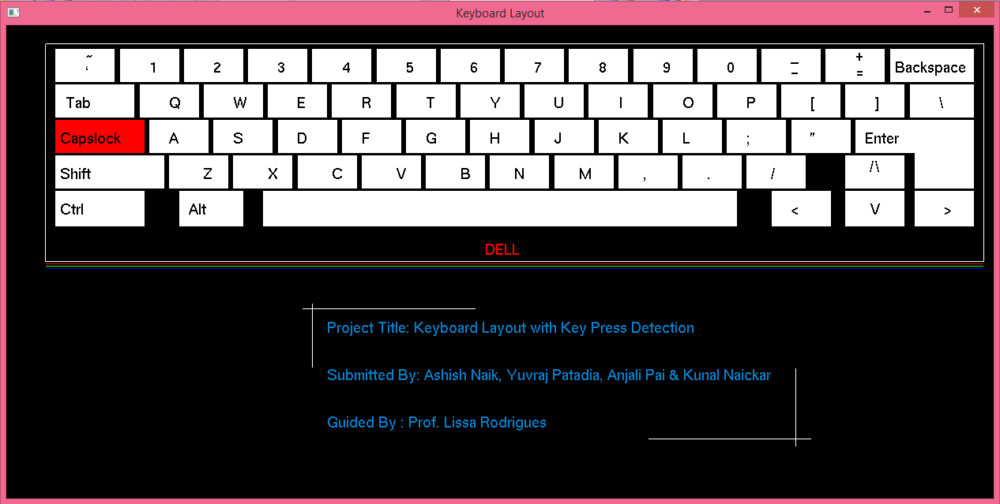 Keyboard Layout
~ 1 2 3 4 5 6 7 8 9 0 _ + Backspace
‘ - =
Tab Q W E R T Y U I O P [ ] \
Capslock A S D F G H J K L ; " Enter
Shift Z X C V B N M , . / /\
Ctrl Alt < V >
DELL
Project Title: Keyboard Layout with Key Press Detection
Submitted By: Ashish Naik, Yuvraj Patadia, Anjali Pai & Kunal Naickar
Guided By : Prof. Lissa Rodrigues